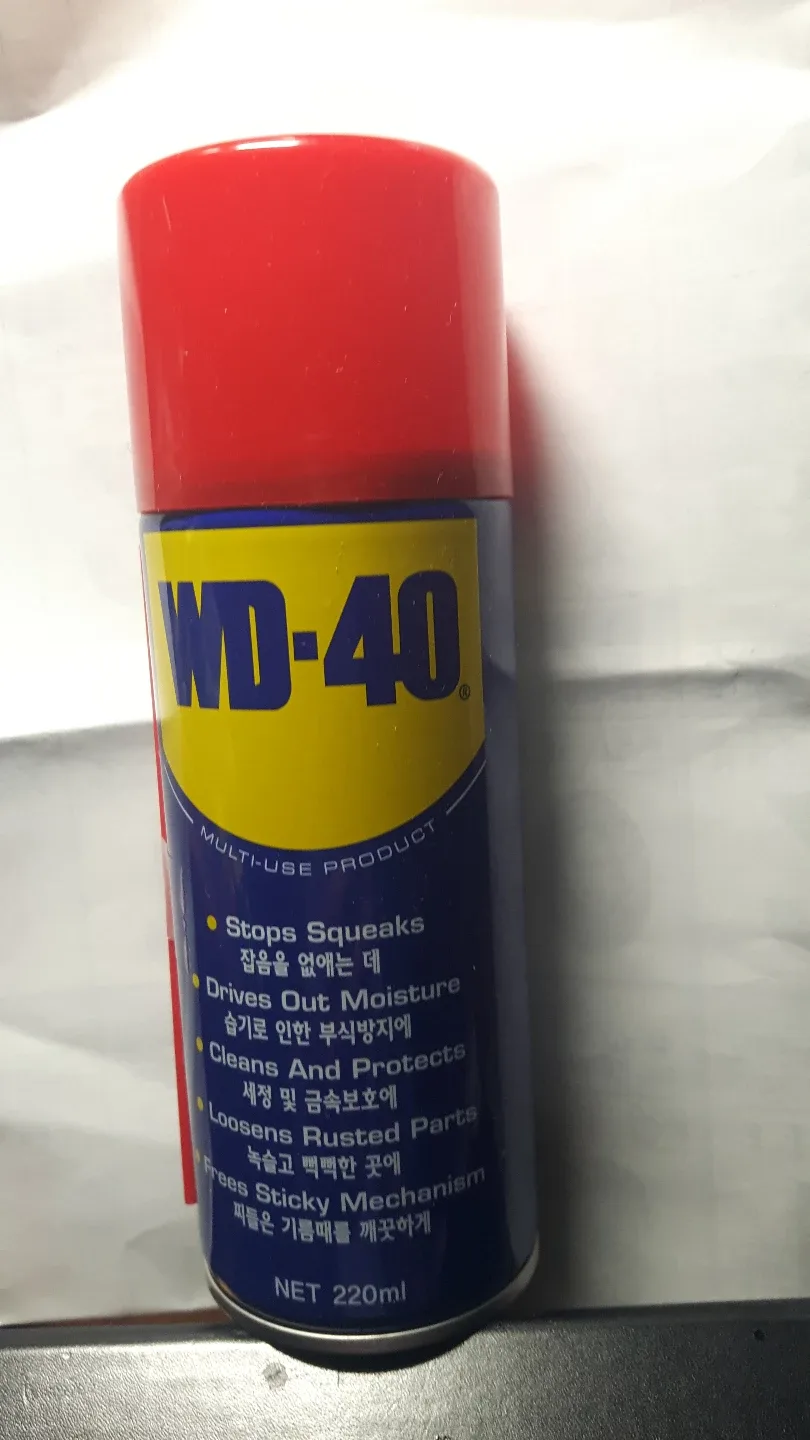 WD-40®
MULTI-USE PRODUCT
• Stops Squeaks
잡음을 없애는 데
• Drives Out Moisture
습기로 인한 부식방지에
• Cleans And Protects
세정 및 금속보호에
• Loosens Rusted Parts
녹슬고 뻑뻑한 곳에
• Frees Sticky Mechanism
찌들은 기름때를 깨끗하게
NET 220ml